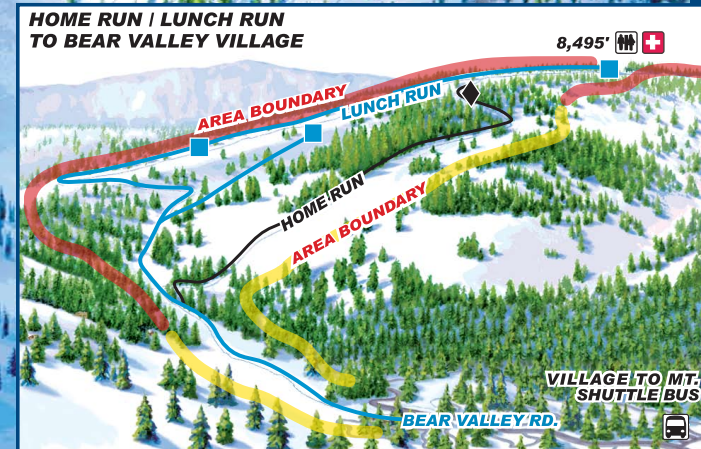 HOME RUN / LUNCH RUN
TO BEAR VALLEY VILLAGE
8,495'
AREA BOUNDARY
LUNCH RUN
HOME RUN
AREA BOUNDARY
VILLAGE TO MT.
SHUTTLE BUS
BEAR VALLEY RD.